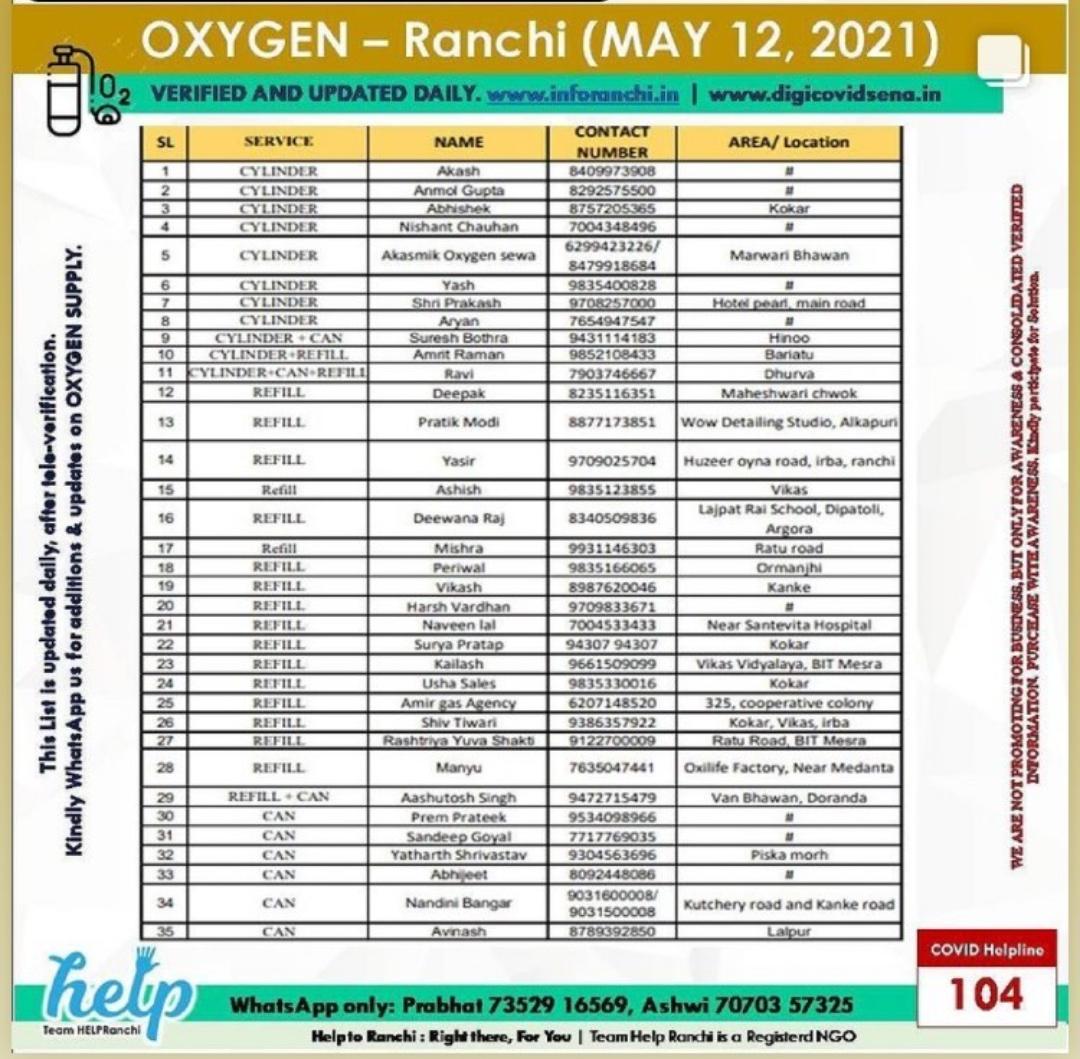 OXYGEN – Ranchi (MAY 12, 2021)
O2
VERIFIED AND UPDATED DAILY. www.inforanchi.in | www.digicovidsena.in
SL SERVICE NAME CONTACT NUMBER AREA/ Location
1 CYLINDER Akash 8409973908 #
2 CYLINDER Anmol Gupta 8292575500 #
3 CYLINDER Abhishek 8757205365 Kokar
4 CYLINDER Nishant Chauhan 7004348496 #
5 CYLINDER Akasmik Oxygen sewa 6299423226/ 8479918684 Marwari Bhawan
6 CYLINDER Yash 9835400828 #
7 CYLINDER Shri Prakash 9708257000 Hotel pearl, main road
8 CYLINDER Aryan 7654947547 #
9 CYLINDER + CAN Suresh Bothra 9431114183 Hinoo
10 CYLINDER+REFILL Amrit Raman 9852108433 Bariatu
11 CYLINDER+CAN+REFILL Ravi 7903746667 Dhurva
12 REFILL Deepak 8235116351 Maheshwari chwok
13 REFILL Pratik Modi 8877173851 Wow Detailing Studio, Alkapuri
14 REFILL Yasir 9709025704 Huzeer oyna road, irba, ranchi
15 Refill Ashish 9835123855 Vikas
16 REFILL Deewana Raj 8340509836 Lajpat Rai School, Dipatoli, Argora
17 Refill Mishra 9931146303 Ratu road
18 REFILL Periwal 9835166065 Ormanjhi
19 REFILL Vikash 8987620046 Kanke
20 REFILL Harsh Vardhan 9709833671 #
21 REFILL Naveen lal 7004533433 Near Santevita Hospital
22 REFILL Surya Pratap 94307 94307 Kokar
23 REFILL Kailash 9661509099 Vikas Vidyalaya, BIT Mesra
24 REFILL Usha Sales 9835330016 Kokar
25 REFILL Amir gas Agency 6207148520 325, cooperative colony
26 REFILL Shiv Tiwari 9386357922 Kokar, Vikas, irba
27 REFILL Rashtriya Yuva Shakti 9122700009 Ratu Road, BIT Mesra
28 REFILL Manyu 7635047441 Oxilife Factory, Near Medanta
29 REFILL + CAN Aashutosh Singh 9472715479 Van Bhawan, Doranda
30 CAN Prem Prateek 9534098966 #
31 CAN Sandeep Goyal 7717769035 #
32 CAN Yatharth Shrivastav 9304563696 Piska morh
33 CAN Abhijeet 8092448086 #
34 CAN Nandini Bangar 9031600008/ 9031500008 Kutchery road and Kanke road
35 CAN Avinash 8789392850 Lalpur
This List is updated daily, after tele-verification.
Kindly WhatsApp us for additions & updates on OXYGEN SUPPLY.
WE ARE NOT PROMOTING FOR BUSINESS, BUT ONLY FOR AWARENESS & CONSOLIDATED VERIFIED
INFORMATION. PURCHASE WITH AWARENESS. Kindly participate for Solution.
COVID Helpline
104
help
Team HELPRanchi
WhatsApp only: Prabhat 73529 16569, Ashwi 70703 57325
Help to Ranchi : Right there, For You | Team Help Ranchi is a Registerd NGO